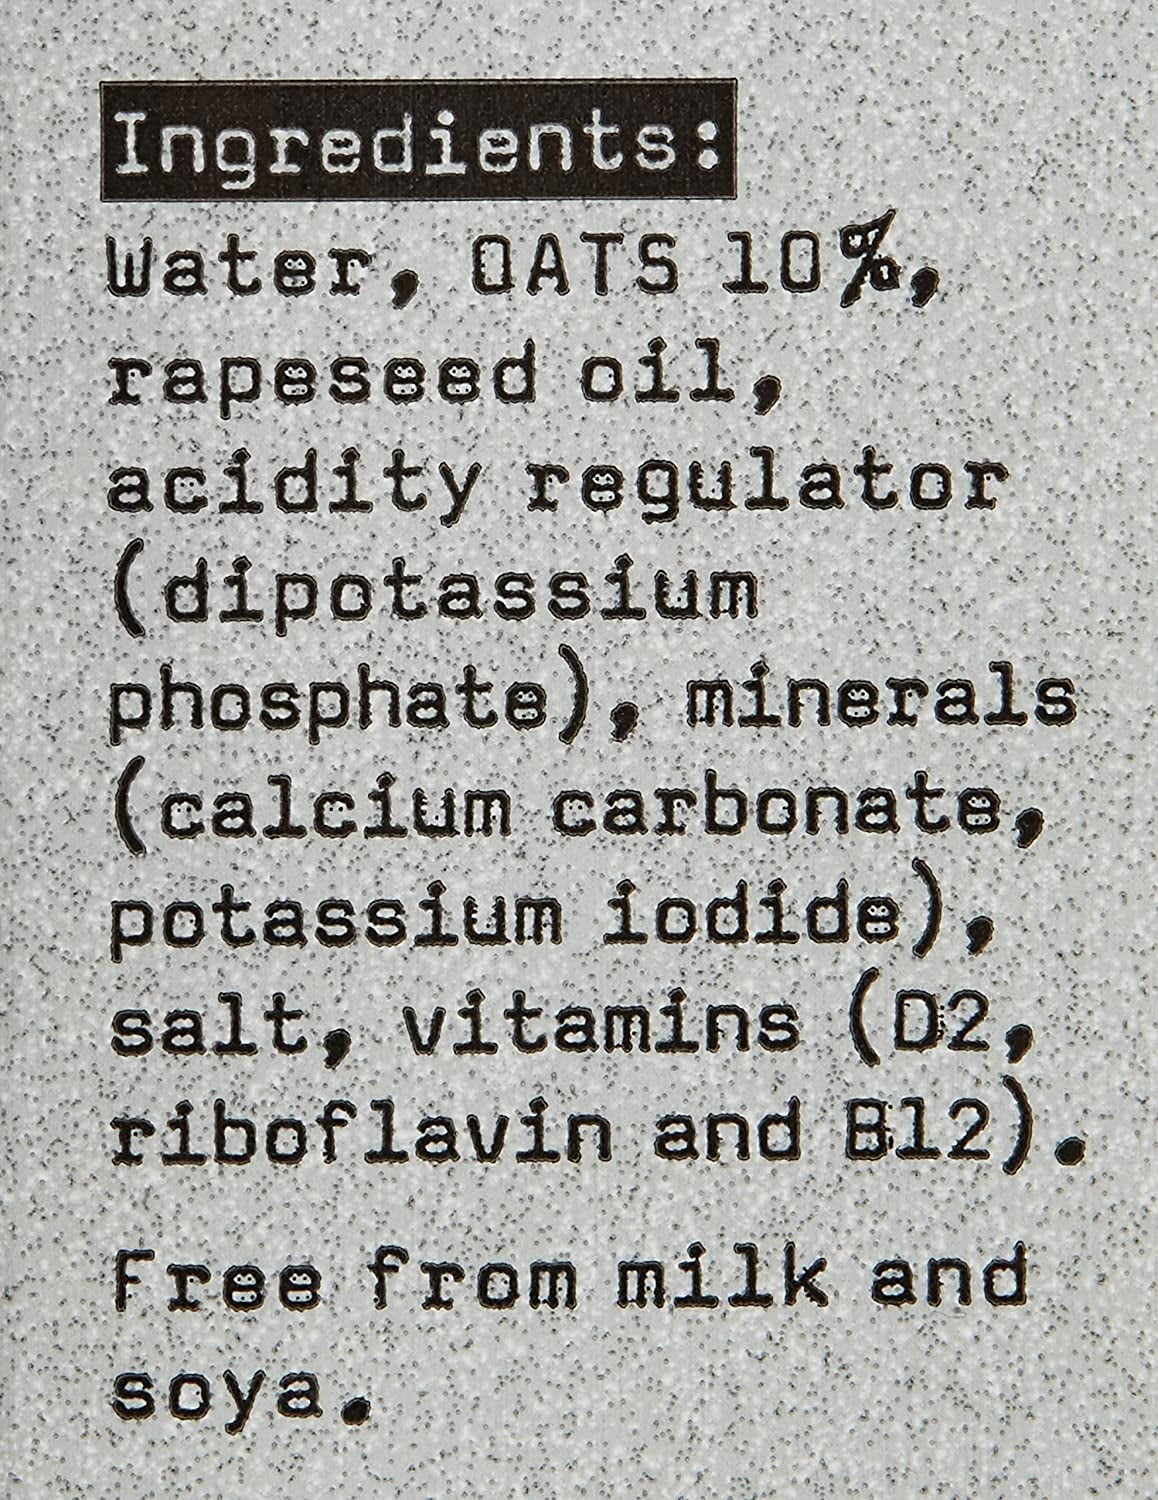 Ingredients:
Water, OATS 10%,
rapeseed oil,
acidity regulator
(dipotassium
phosphate), minerals
(calcium carbonate,
potassium iodide),
salt, vitamins (D2,
riboflavin and B12).
Free from milk and
soya.